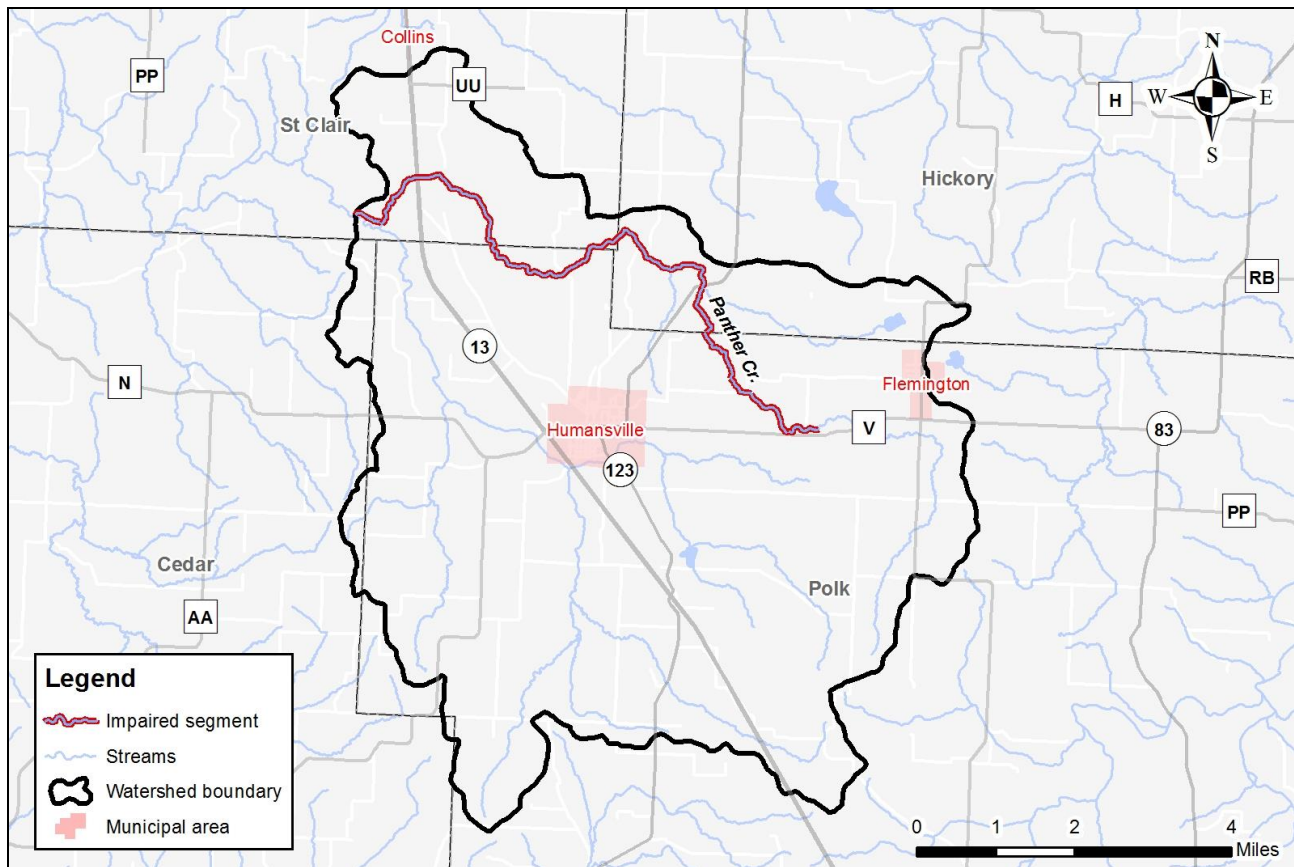 Collins
N
PP
UU
H
W
E
St Clair
S
Hickory
RB
Panther Cr.
13
N
Flemington
Humansville
V
83
123
PP
Cedar
Polk
AA
Legend
Impaired segment
Streams
Watershed boundary
Municipal area
0 1 2 4
Miles